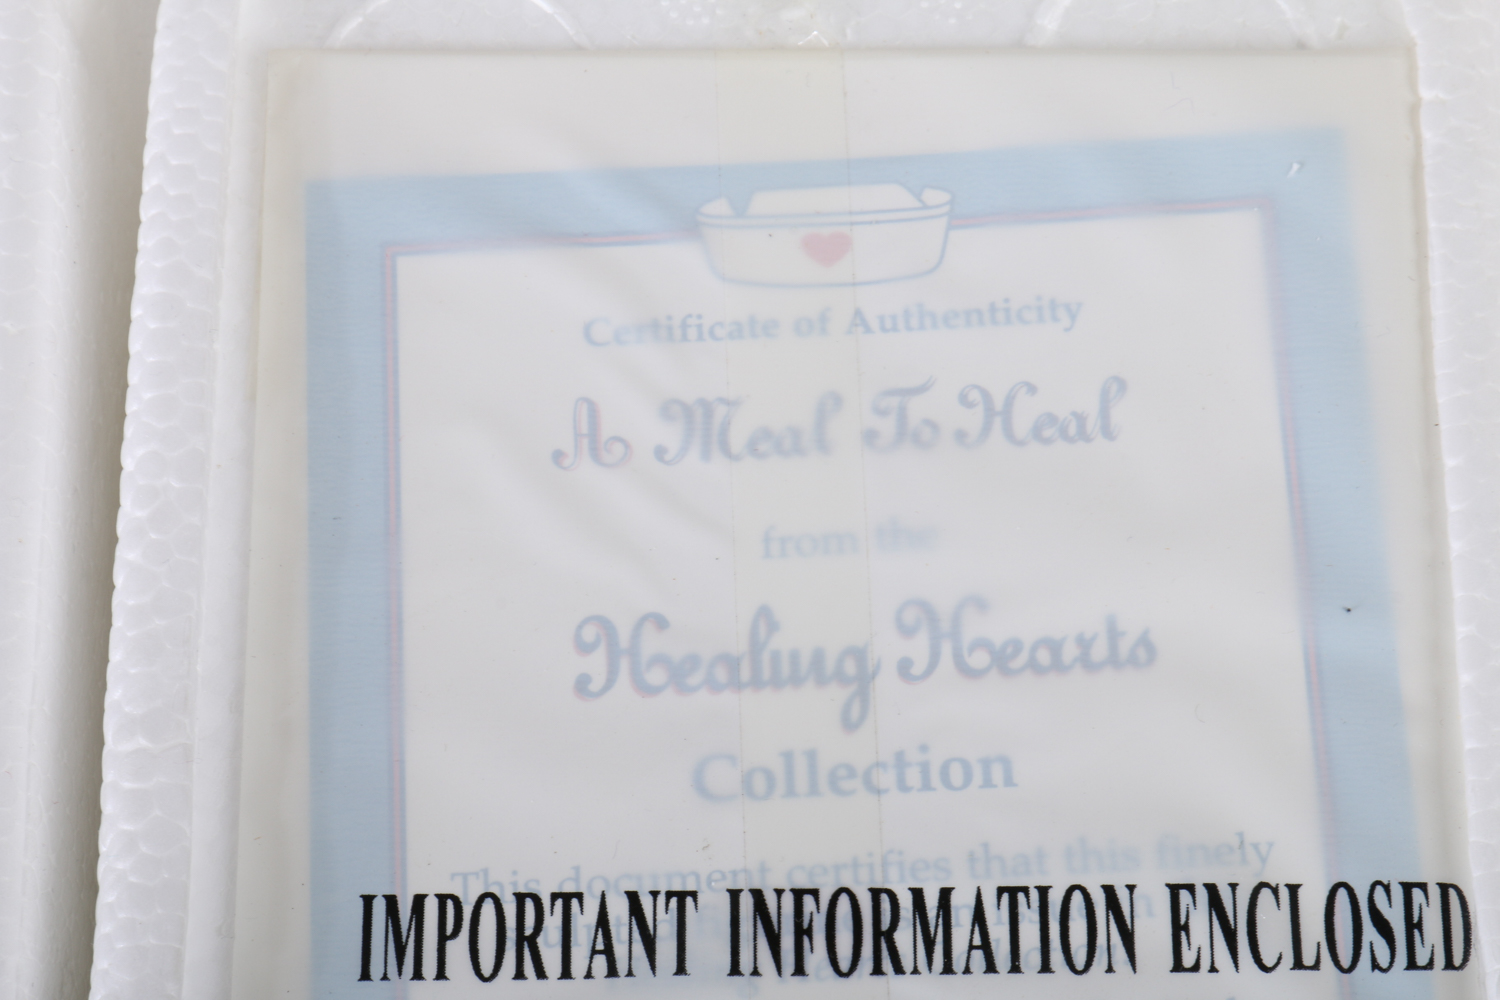 Certificate of Authenticity
A Meal To Heal
from the
Healing Hearts
Collection
This document certifies that this finely
IMPORTANT INFORMATION ENCLOSED